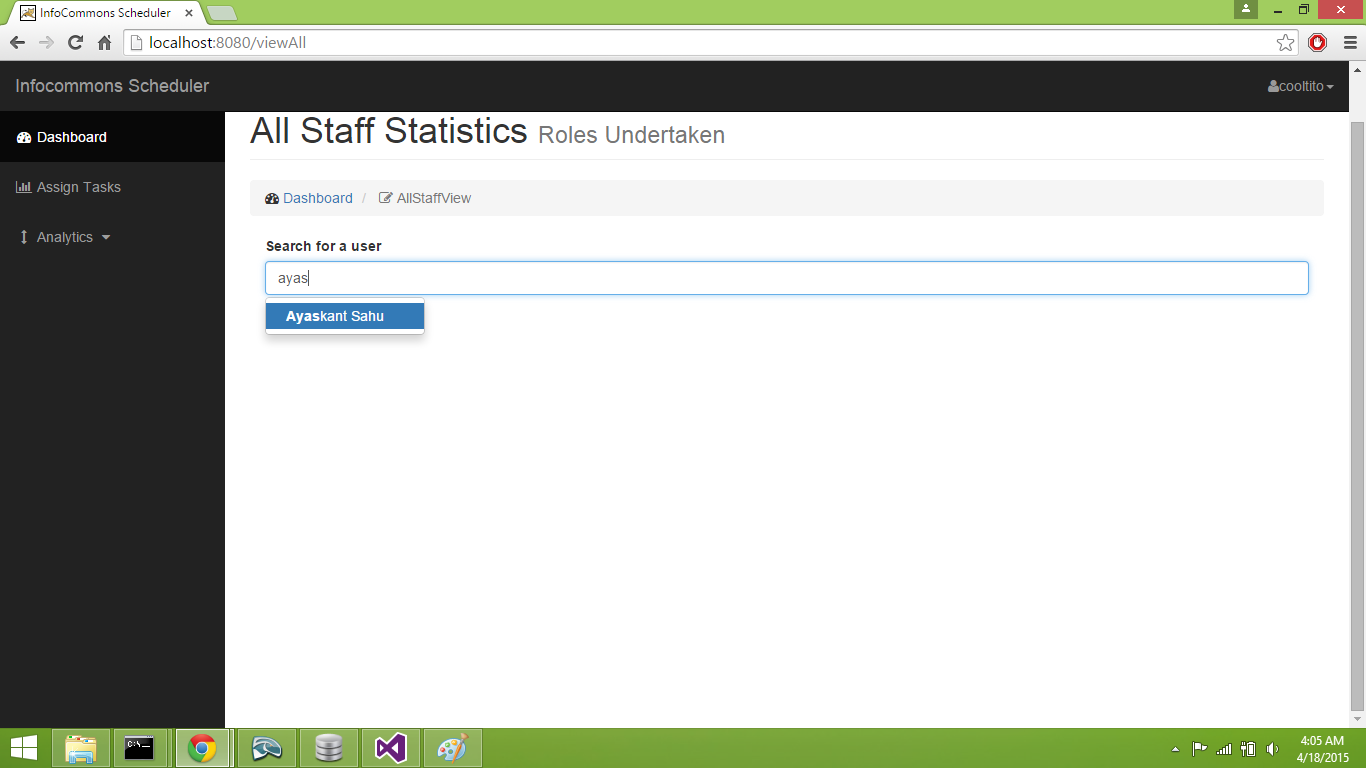 InfoCommons Scheduler
localhost:8080/viewAll
Infocommons Scheduler
cooltito
Dashboard
Assign Tasks
Analytics
All Staff Statistics Roles Undertaken
Dashboard / AllStaffView
Search for a user
ayas
Ayaskant Sahu
C:\_
4:05 AM
4/18/2015